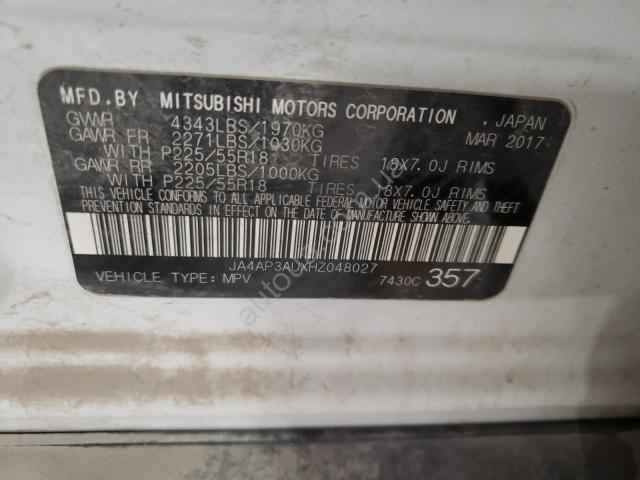 MFD.BY MITSUBISHI MOTORS CORPORATION , JAPAN
GVWR 4343LBS/1970KG MAR 2017
GAWR FR 2271LBS/1030KG
WITH P225/55R18 TIRES 18X7.0J RIMS
GAWR RR 2205LBS/1000KG
WITH P225/55R18 TIRES 18X7.0J RIMS
THIS VEHICLE CONFORMS TO ALL APPLICABLE FEDERAL MOTOR VEHICLE SAFETY AND THEFT
PREVENTION STANDARDS IN EFFECT ON THE DATE OF MANUFACTURE SHOWN ABOVE.
JA4AP3AUXHZ048027
VEHICLE TYPE: MPV 7430C 357